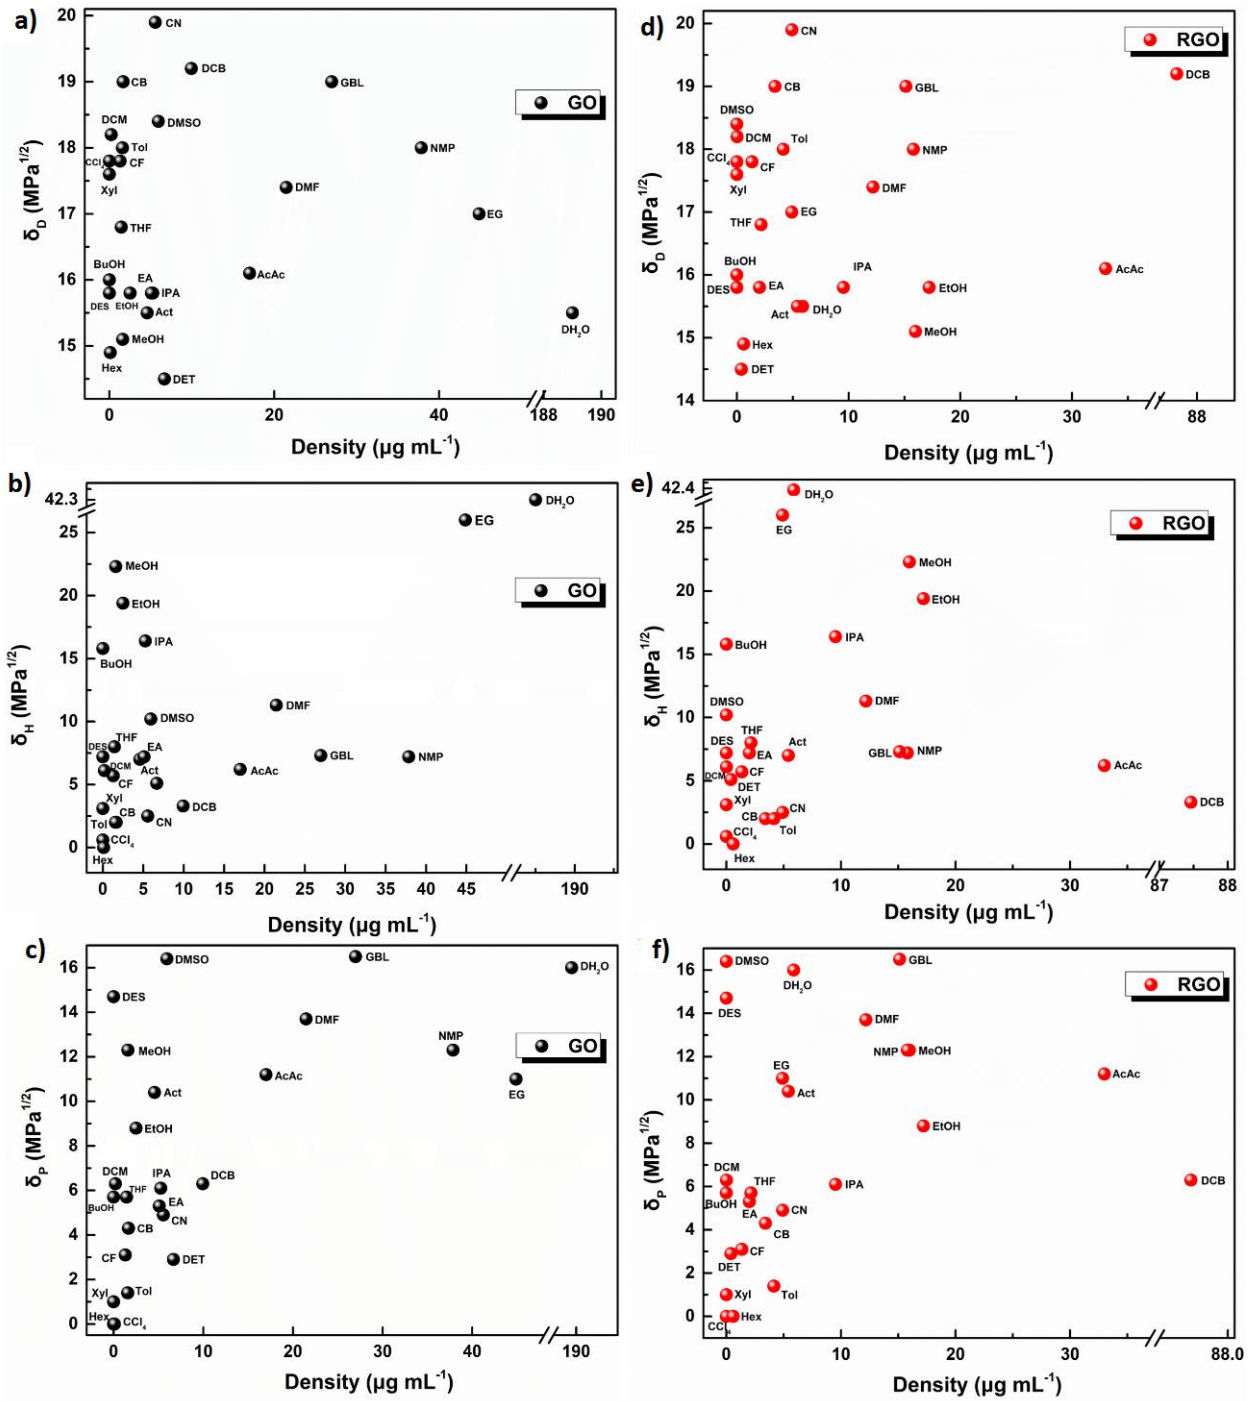 a)
20
19
18
17
16
15
δD (MPa1/2)
CN
DCB
CB
GBL
GO
DCM
DMSO
Tol
NMP
CCl4
CF
Xyl
DMF
EG
THF
BuOH
EA
AcAc
DES
EtOH
IPA
Act
DH2O
MeOH
Hex
DET
0 20 40 188 190
Density (µg mL-1)
d)
20
19
18
17
16
15
14
δD (MPa1/2)
CN
RGO
DCB
CB
GBL
DMSO
DCM
Tol
NMP
CCl4
CF
Xyl
DMF
EG
THF
BuOH
IPA
AcAc
DES
EA
EtOH
Act
DH2O
MeOH
Hex
DET
0 10 20 30 88
Density (µg mL-1)
b)
42.3
25
20
15
10
5
0
δH (MPa1/2)
DH2O
EG
MeOH
GO
EtOH
IPA
BuOH
DMF
DMSO
THF
DES
EA
GBL
NMP
DCM
Act
AcAc
CF
Xyl
CB
DCB
Tol
CN
CCl4
Hex
0 5 10 15 20 25 30 35 40 45 190
Density (µg mL-1)
e)
42.4
25
20
15
10
5
0
δH (MPa1/2)
DH2O
EG
RGO
MeOH
EtOH
IPA
BuOH
DMSO
DMF
THF
DES
Act
EA
GBL
NMP
DCM
CF
AcAc
DET
Xyl
CN
DCB
CB
Tol
CCl4
Hex
0 10 20 30 87 88
Density (µg mL-1)
c)
16
14
12
10
8
6
4
2
0
δP (MPa1/2)
DMSO
GBL
DH2O
DES
DMF
NMP
GO
MeOH
AcAc
Act
EG
EtOH
DCM
IPA
DCB
THF
BuOH
EA
CN
CB
CF
DET
Xyl
Tol
Hex
CCl4
0 10 20 30 40 190
Density (µg mL-1)
f)
16
14
12
10
8
6
4
2
0
δP (MPa1/2)
DMSO
GBL
DH2O
RGO
DES
DMF
NMP
MeOH
EG
AcAc
Act
EtOH
DCM
THF
IPA
DCB
BuOH
EA
CN
CB
CF
DET
Xyl
Tol
Hex
CCl4
0 10 20 30 88.0
Density (µg mL-1)